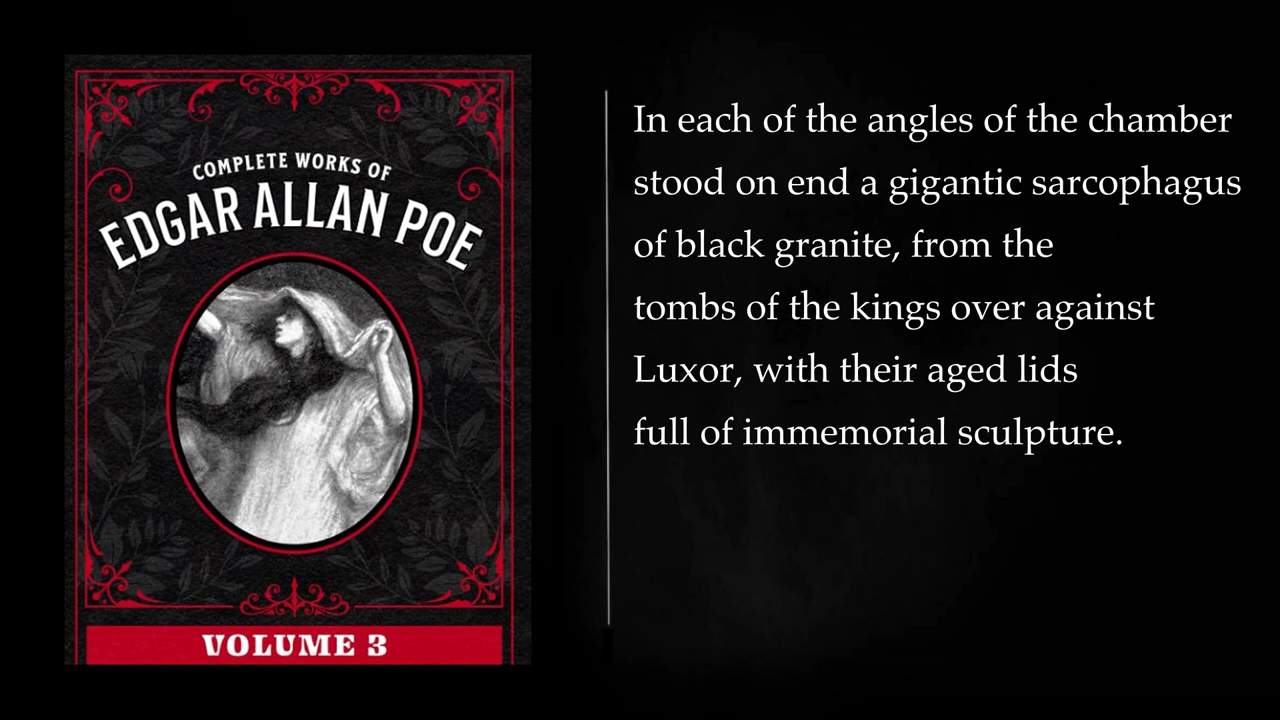 COMPLETE WORKS OF
EDGAR ALLAN POE
VOLUME 3
In each of the angles of the chamber
stood on end a gigantic sarcophagus
of black granite, from the
tombs of the kings over against
Luxor, with their aged lids
full of immemorial sculpture.